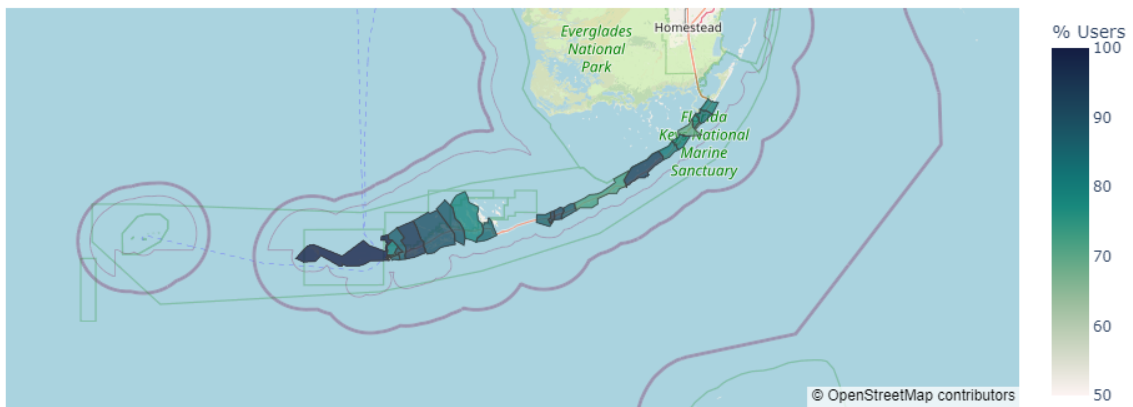 Homestead
Everglades
National
Park
Florida
Keys National
Marine
Sanctuary
% Users
100
90
80
70
60
50
© OpenStreetMap contributors